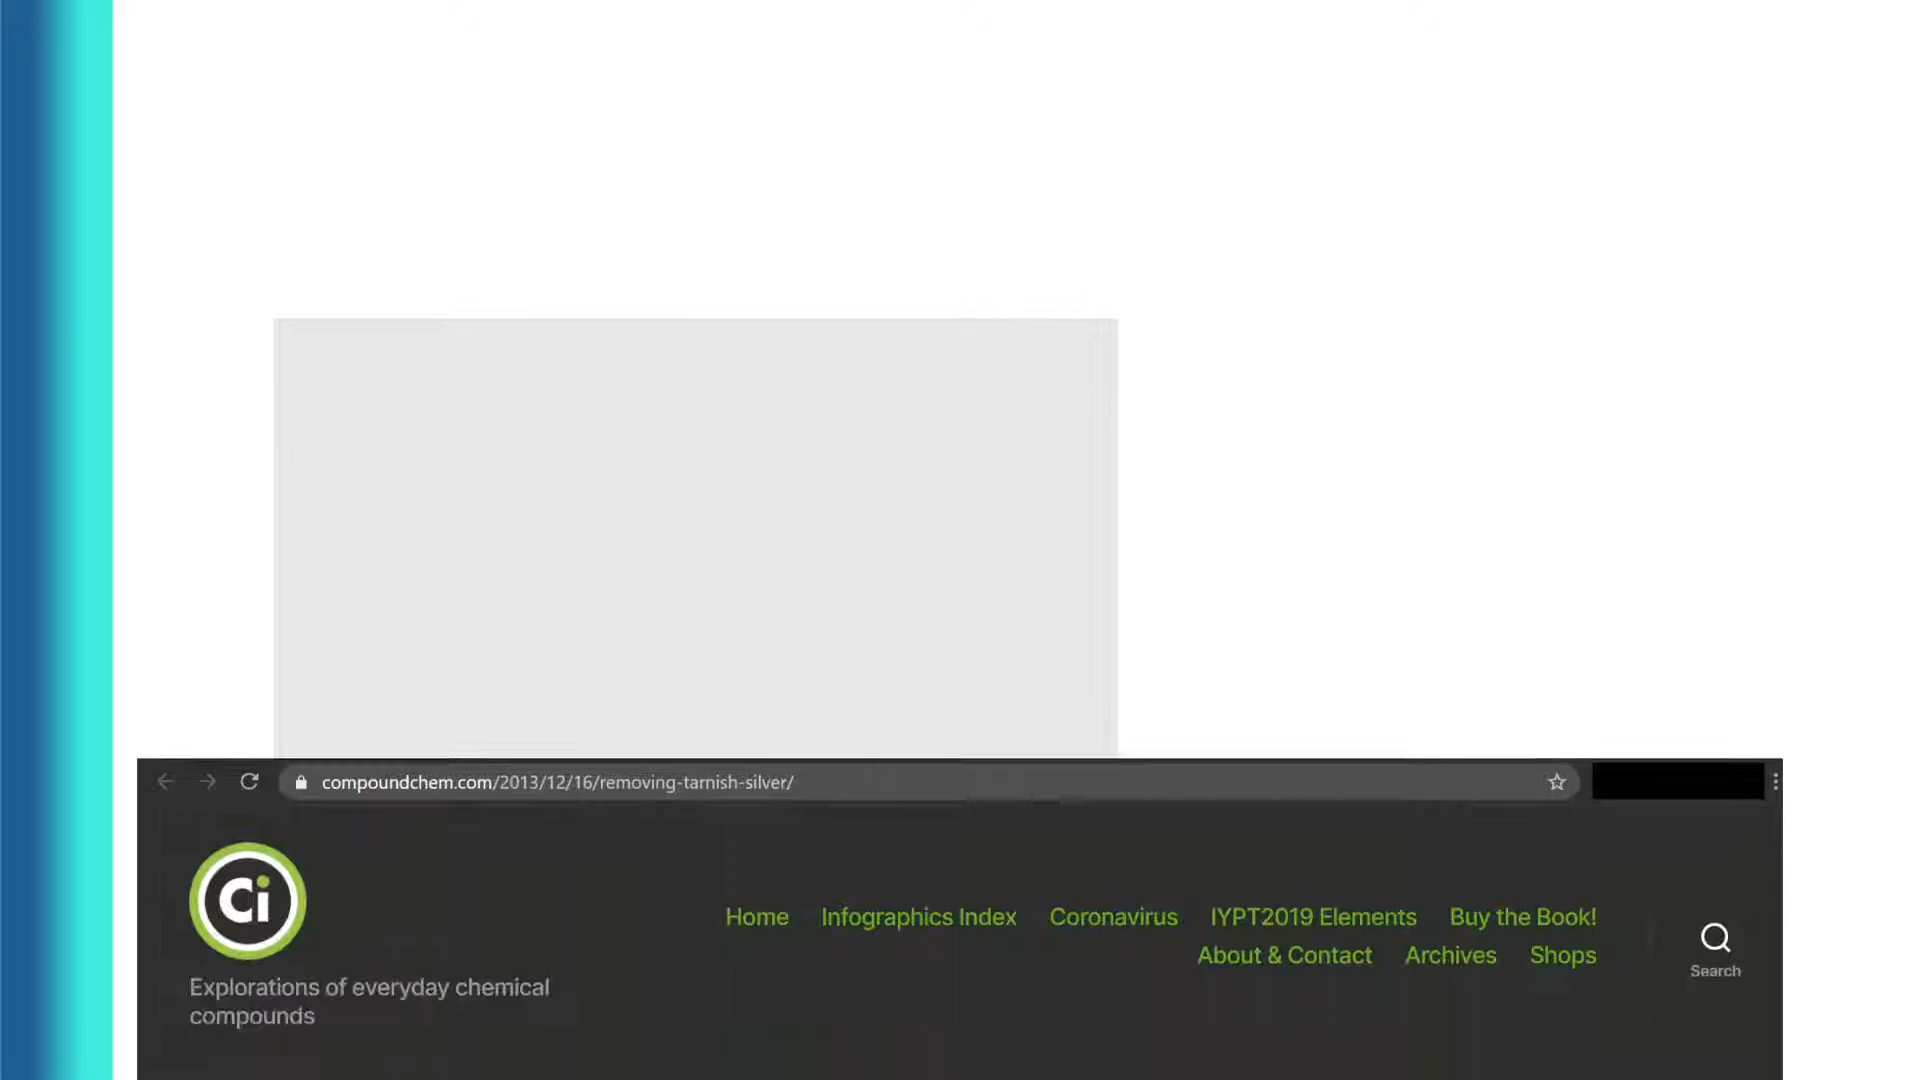 compoundchem.com/2013/12/16/removing-tarnish-silver/
Ci
Home Infographics Index Coronavirus IYPT2019 Elements Buy the Book!
About & Contact Archives Shops
Search
Explorations of everyday chemical
compounds